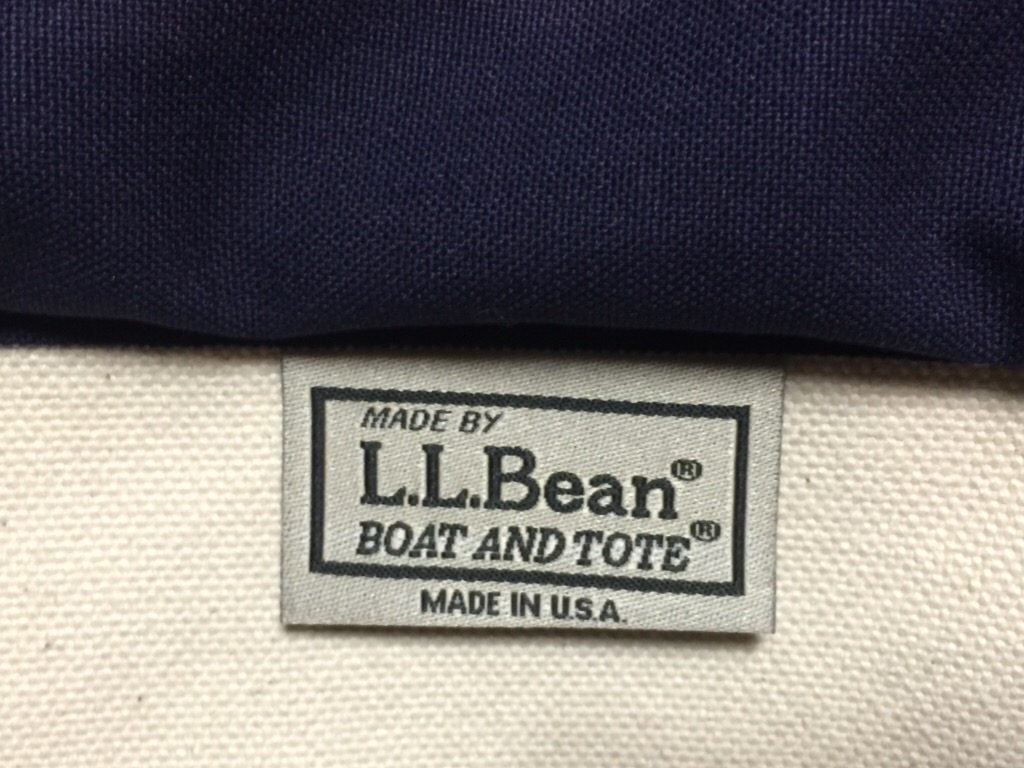 MADE BY
L.L.Bean®
BOAT AND TOTE®
MADE IN U.S.A.